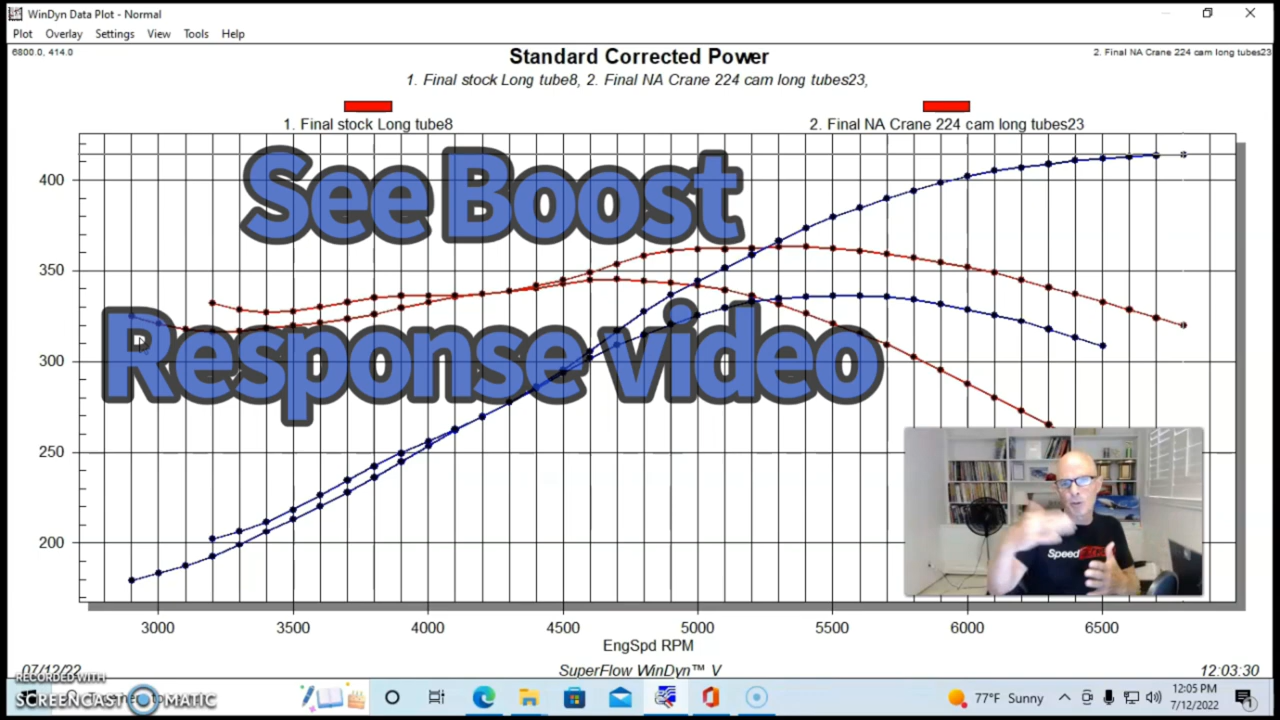 WinDyn Data Plot - Normal
Plot Overlay Settings View Tools Help
6800.0, 414.0
2. Final NA Crane 224 cam long tubes23
Standard Corrected Power
1. Final stock Long tube8, 2. Final NA Crane 224 cam long tubes23,
1. Final stock Long tube8
2. Final NA Crane 224 cam long tubes23
See Boost
Response video
400
350
300
250
200
3000 3500 4000 4500 5000 5500 6000 6500
EngSpd RPM
Speed
07/12/22
SuperFlow WinDyn™ V
12:03:30
RECORDED WITH
SCREENCAST MATIC
77°F Sunny
12:05 PM
7/12/2022
1